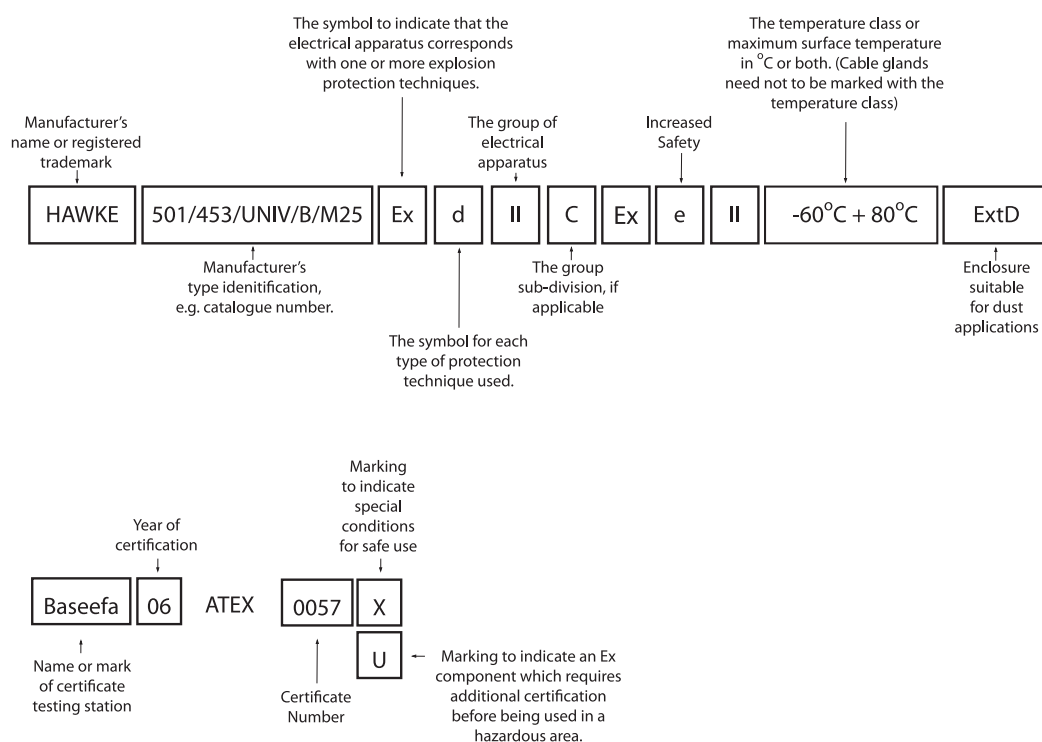 The symbol to indicate that the
electrical apparatus corresponds
with one or more explosion
protection techniques.
The temperature class or
maximum surface temperature
in °C or both. (Cable glands
need not to be marked with the
temperature class)
Manufacturer's
name or registered
trademark
The group of
electrical
apparatus
Increased
Safety
HAWKE 501/453/UNIV/B/M25 Ex d II C Ex e II -60°C + 80°C ExtD
Manufacturer's
type idenitification,
e.g. catalogue number.
The group
sub-division, if
applicable
Enclosure
suitable
for dust
applications
The symbol for each
type of protection
technique used.
Marking
to indicate
special
conditions
for safe use
Year of
certification
Baseefa 06 ATEX 0057 X
U
Name or mark
of certificate
testing station
Certificate
Number
Marking to indicate an Ex
component which requires
additional certification
before being used in a
hazardous area.